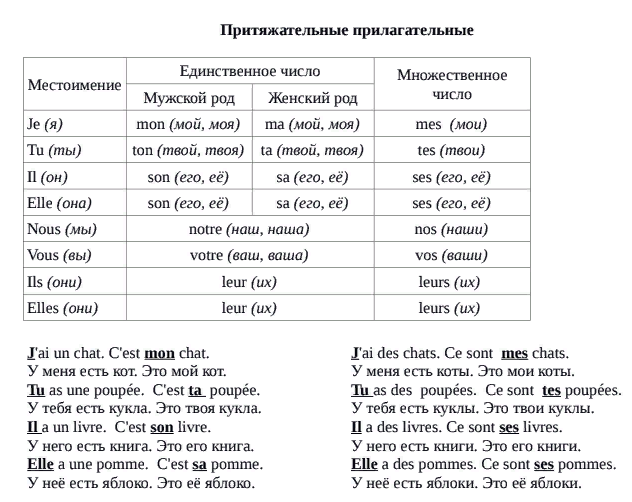 Притяжательные прилагательные
Местоимение Единственное число Множественное число
Мужской род Женский род
Je (я) mon (мой, моя) ma (мой, моя) mes (мои)
Tu (ты) ton (твой, твоя) ta (твой, твоя) tes (твои)
Il (он) son (его, её) sa (его, её) ses (его, её)
Elle (она) son (его, её) sa (его, её) ses (его, её)
Nous (мы) notre (наш, наша) nos (наши)
Vous (вы) votre (ваш, ваша) vos (ваши)
Ils (они) leur (их) leurs (их)
Elles (они) leur (их) leurs (их)
J'ai un chat. C'est mon chat.
У меня есть кот. Это мой кот.
Tu as une poupée. C'est ta poupée.
У тебя есть кукла. Это твоя кукла.
Il a un livre. C'est son livre.
У него есть книга. Это его книга.
Elle a une pomme. C'est sa pomme.
У неё есть яблоко. Это её яблоко.
J'ai des chats. Ce sont mes chats.
У меня есть коты. Это мои коты.
Tu as des poupées. Ce sont tes poupées.
У тебя есть куклы. Это твои куклы.
Il a des livres. Ce sont ses livres.
У него есть книги. Это его книги.
Elle a des pommes. Ce sont ses pommes.
У неё есть яблоки. Это её яблоки.